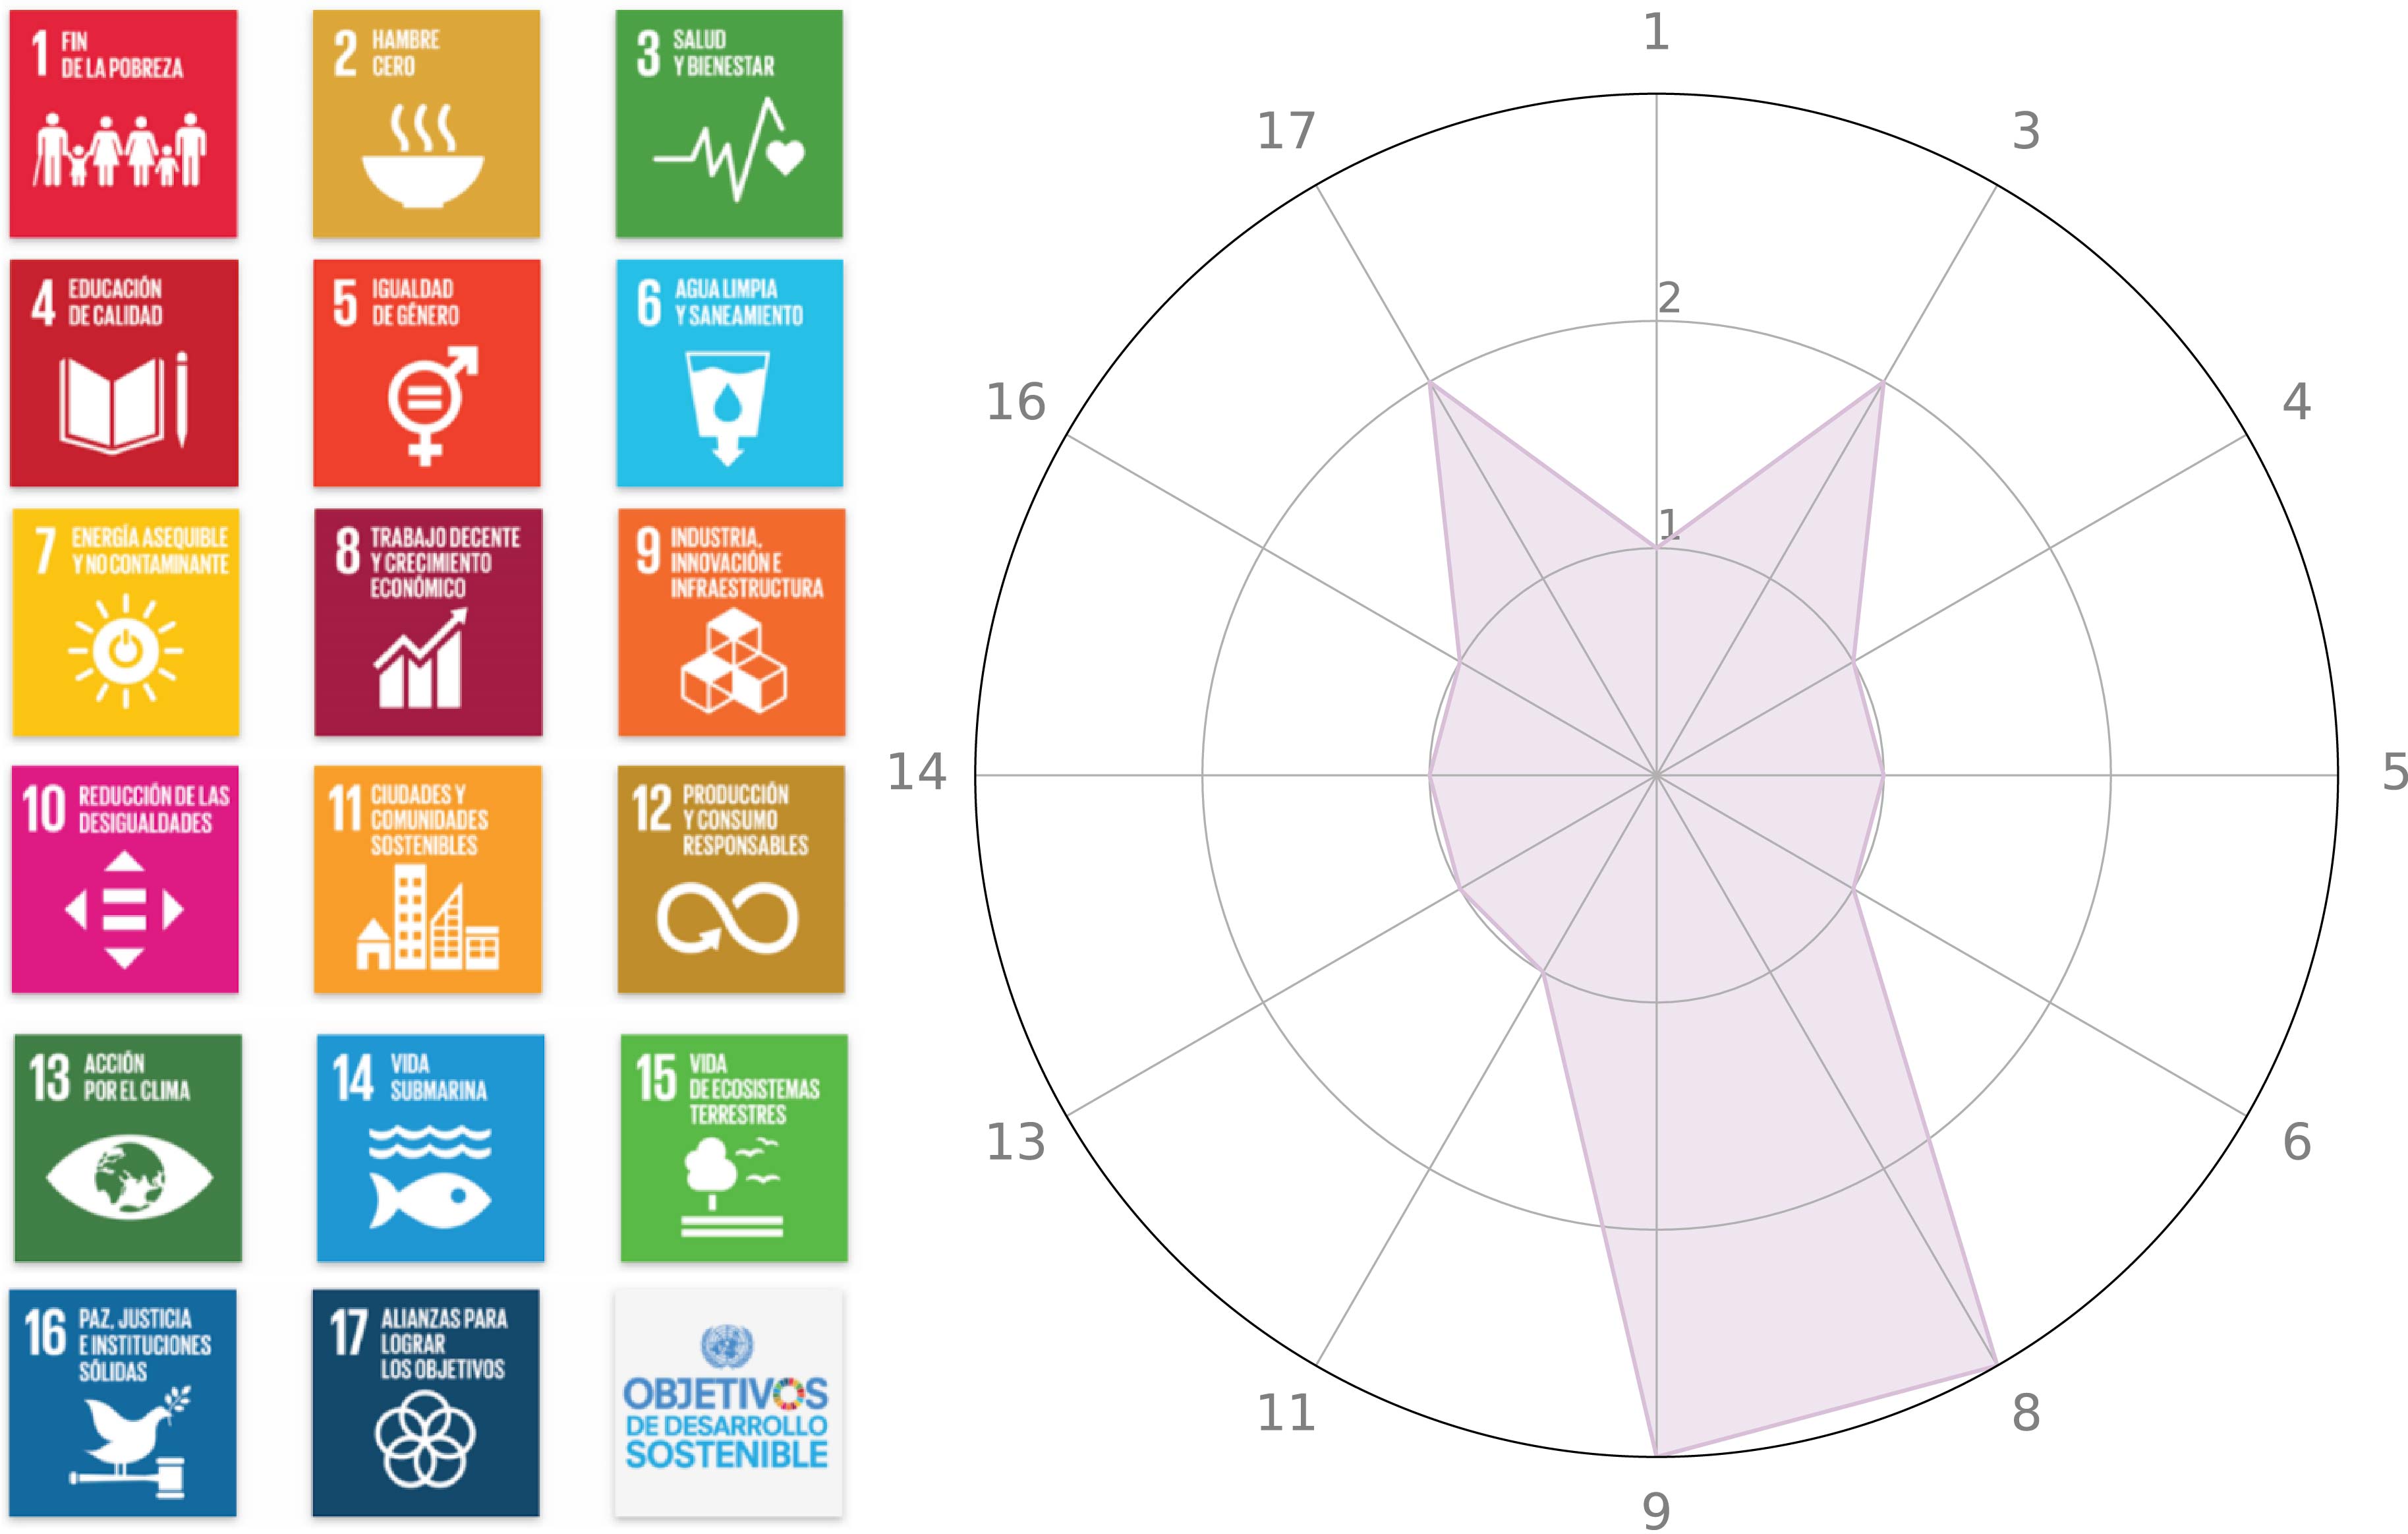 1 FIN
DE LA POBREZA
2 HAMBRE
CERO
3 SALUD
Y BIENESTAR
4 EDUCACIÓN
DE CALIDAD
5 IGUALDAD
DE GÉNERO
6 AGUA LIMPIA
Y SANEAMIENTO
7 ENERGÍA ASEQUIBLE
Y NO CONTAMINANTE
8 TRABAJO DECENTE
Y CRECIMIENTO
ECONÓMICO
9 INDUSTRIA,
INNOVACIÓN E
INFRAESTRUCTURA
10 REDUCCIÓN DE LAS
DESIGUALDADES
11 CIUDADES Y
COMUNIDADES
SOSTENIBLES
12 PRODUCCIÓN
Y CONSUMO
RESPONSABLES
13 ACCIÓN
POR EL CLIMA
14 VIDA
SUBMARINA
15 VIDA
DE ECOSISTEMAS
TERRESTRES
16 PAZ, JUSTICIA
E INSTITUCIONES
SÓLIDAS
17 ALIANZAS PARA
LOGRAR
LOS OBJETIVOS
OBJETIVOS
DE DESARROLLO
SOSTENIBLE
1
3
4
5
6
8
9
11
13
14
16
17
2
1